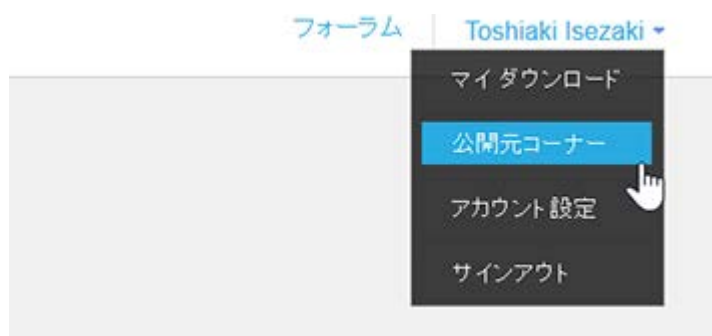 フォーラム Toshiaki Isezaki
マイ ダウンロード
公開元コーナー
アカウント設定
サインアウト